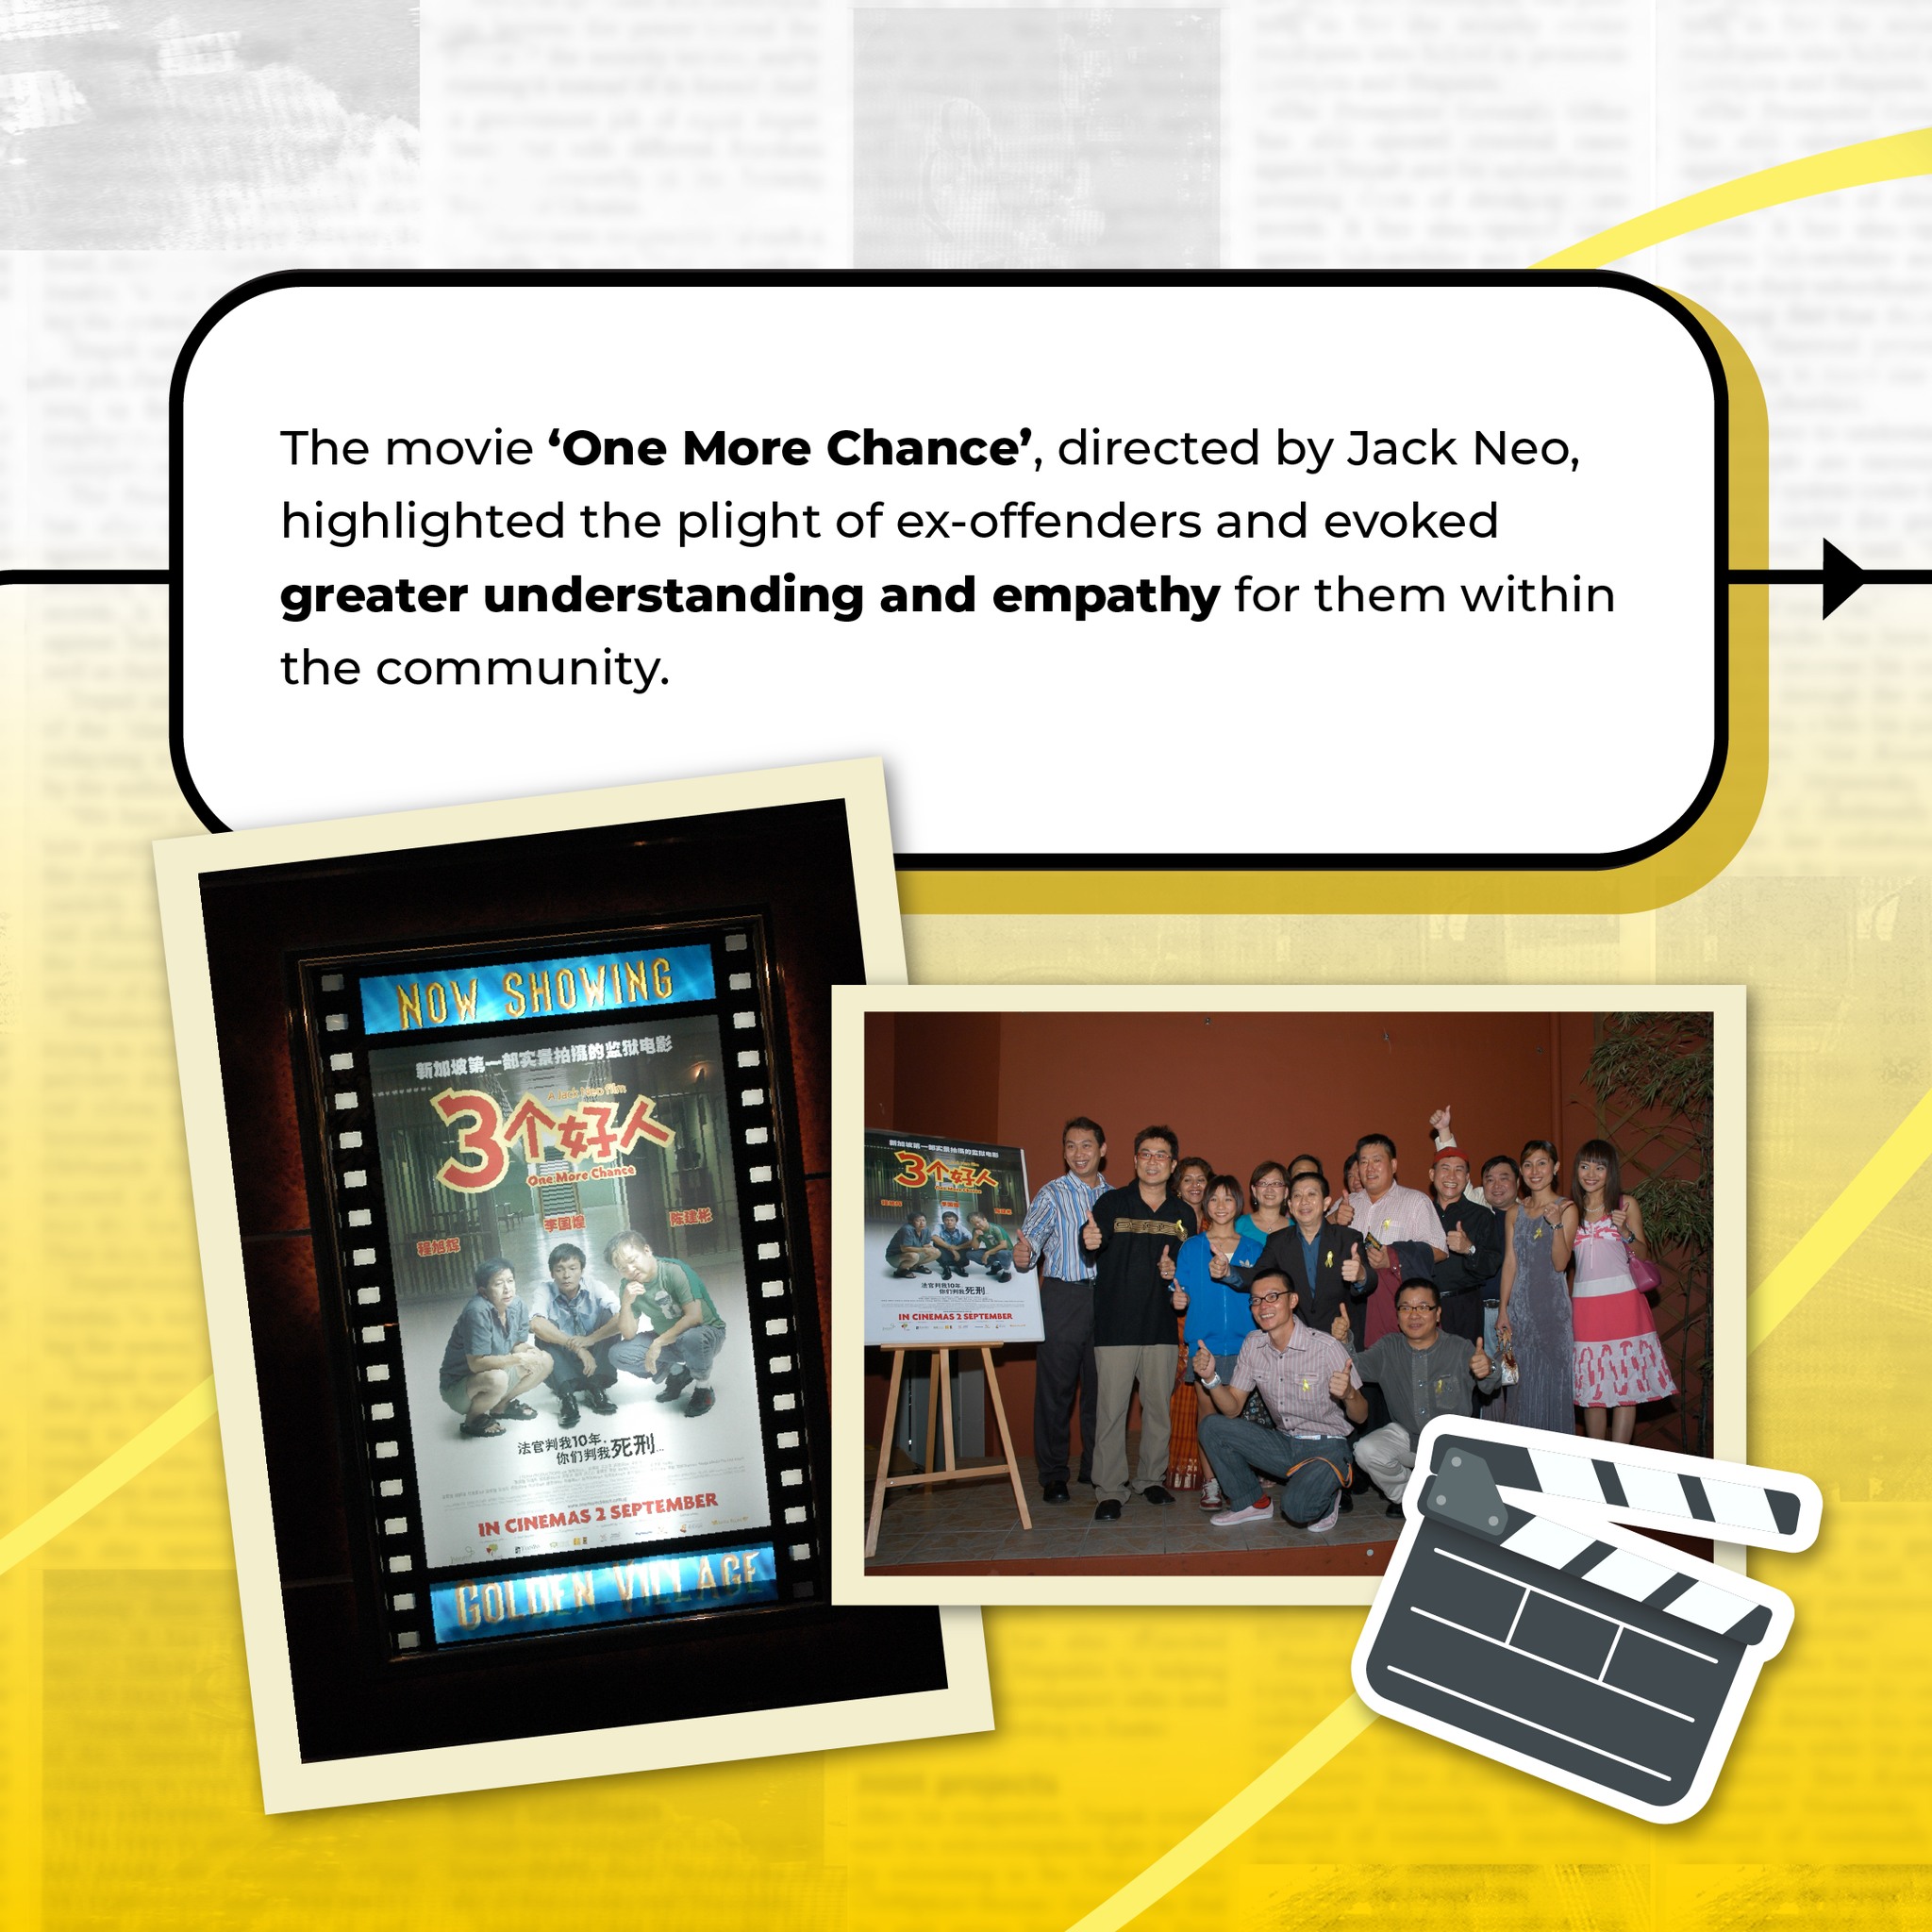 The movie ‘One More Chance’, directed by Jack Neo,
highlighted the plight of ex-offenders and evoked
greater understanding and empathy for them within
the community.
NOW SHOWING
新加坡第一部实景拍摄的监狱电影
A Jack Neo film
3个好人
One More Chance
程旭辉
李国煌
陈建彬
法官判我10年.
你们判我死刑...
IN CINEMAS 2 SEPTEMBER
GOLDEN VILLAGE
新加坡第一部实景拍摄的监狱电影
3个好人
法官判我10年.
你们判我死刑
IN CINEMAS 2 SEPTEMBER